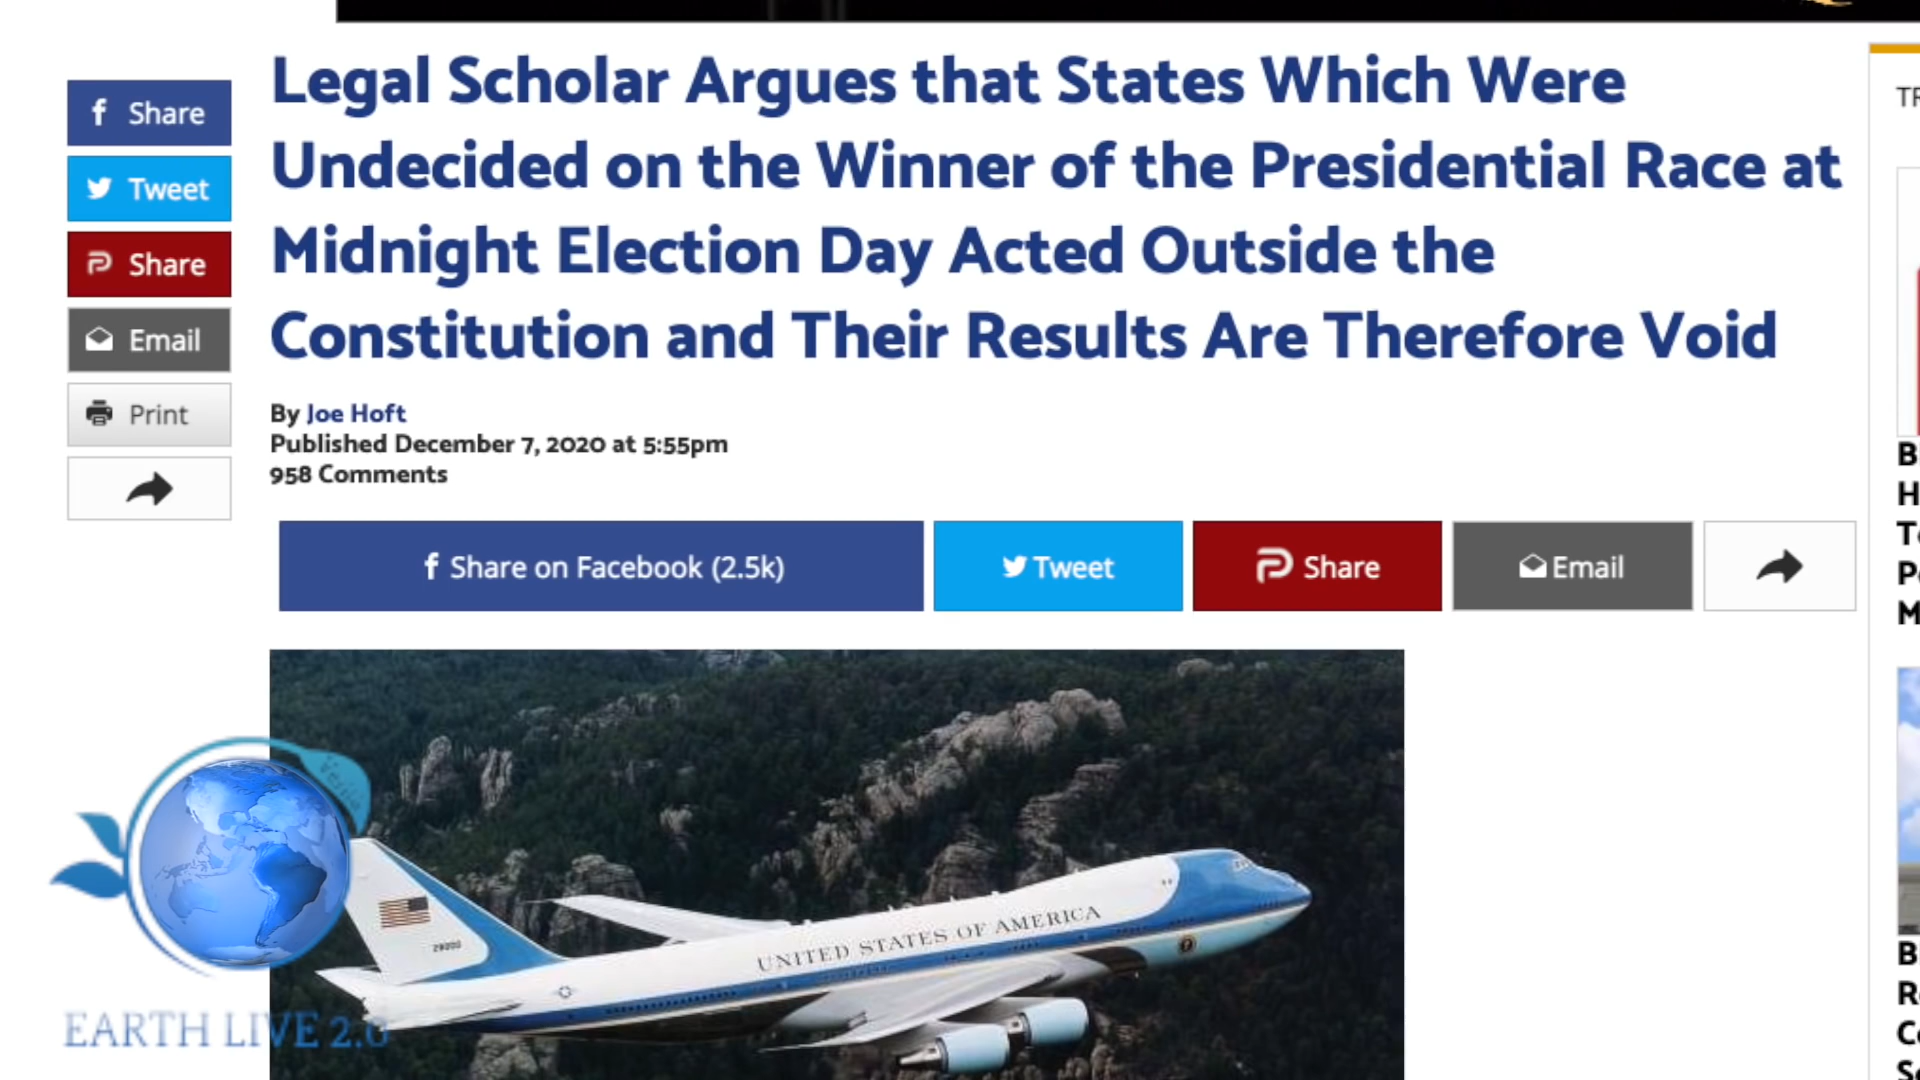 Legal Scholar Argues that States Which Were
Undecided on the Winner of the Presidential Race at
Midnight Election Day Acted Outside the
Constitution and Their Results Are Therefore Void
Share
Tweet
Share
Email
Print
By Joe Hoft
Published December 7, 2020 at 5:55pm
958 Comments
Share on Facebook (2.5k)
Tweet
Share
Email
UNITED STATES OF AMERICA
28000
EARTH LIVE 2.0